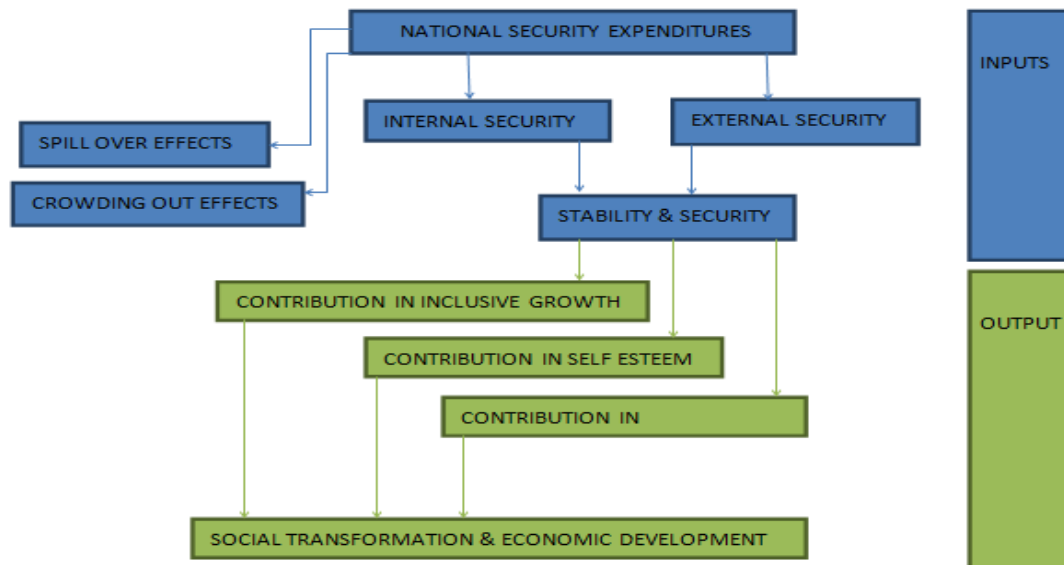 NATIONAL SECURITY EXPENDITURES
INPUTS
INTERNAL SECURITY
EXTERNAL SECURITY
SPILL OVER EFFECTS
CROWDING OUT EFFECTS
STABILITY & SECURITY
CONTRIBUTION IN INCLUSIVE GROWTH
OUTPUT
CONTRIBUTION IN SELF ESTEEM
CONTRIBUTION IN
SOCIAL TRANSFORMATION & ECONOMIC DEVELOPMENT